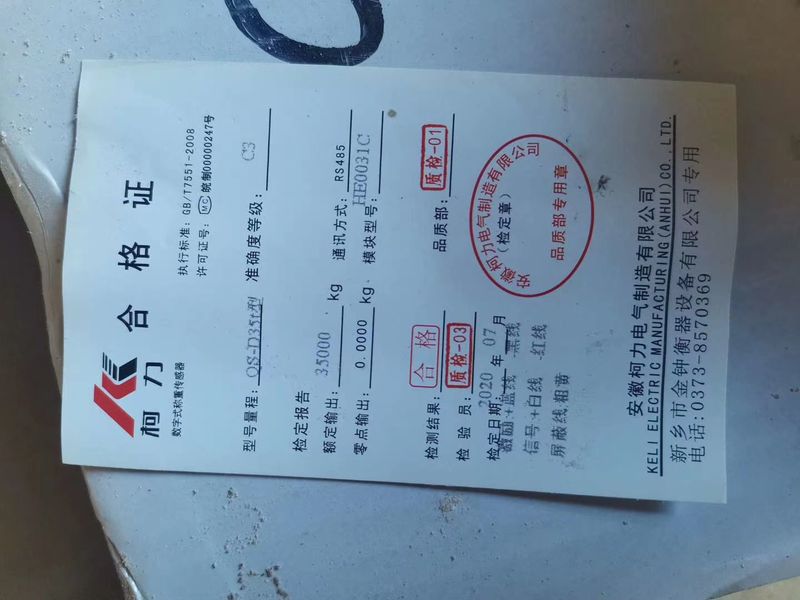 柯力
合格证
数字式称重传感器
执行标准：GB/T7551-2008
许可证号：MC 皖制00000247号
型号量程：QS-D35t型 准确度等级：C3
检定报告
额定输出：35000 kg 通讯方式：RS485
零点输出：0.0000 kg、模块型号：HE0031C
检测结果：合格
检验员：质检-03 品质部：质检-01
检定日期：2020年07月
激励+蓝线 -黑线
信号+白线 -红线
屏蔽线粗黄
安徽柯力电气制造有限公司
（检定章）
品质部专用章
安徽柯力电气制造有限公司
KELI ELECTRIC MANUFACTURING(ANHUI)CO.,LTD.
新乡市金钟衡器设备有限公司专用
电话:0373-8570369